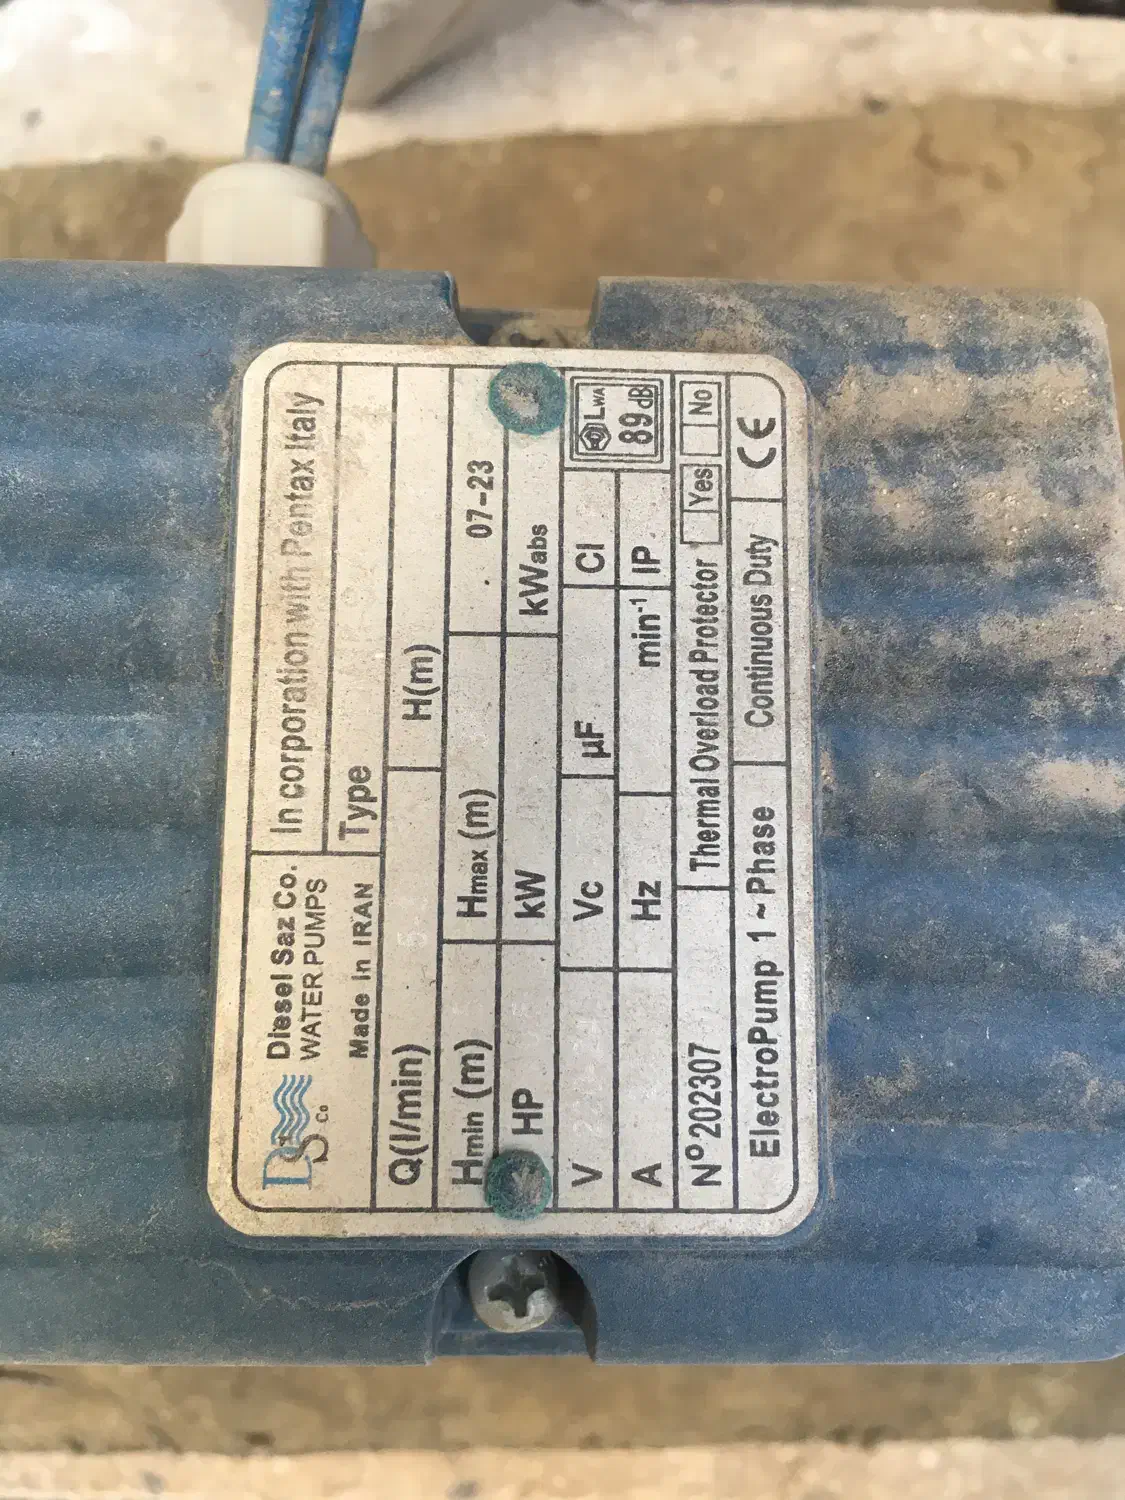 DS Co
Diesel Saz Co.
WATER PUMPS
Made In IRAN
In corporation with Pentax Italy
Type
Q(l/min) H(m)
Hmin (m) Hmax (m) 07-23
HP kW kWabs
V Vc µF Cl
A Hz min⁻¹ IP
LWA
89 dB
N° 202307 Thermal Overload Protector Yes No
ElectroPump 1 ~ Phase Continuous Duty CE